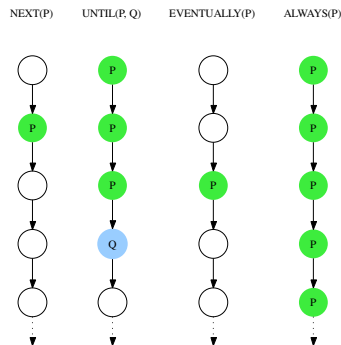 NEXT(P) UNTIL(P, Q) EVENTUALLY(P) ALWAYS(P)
P P
P P P
P P P
Q P
P